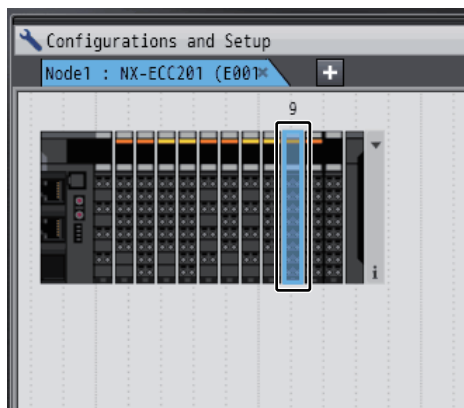 Configurations and Setup
Node1 : NX-ECC201 (E001
9
i